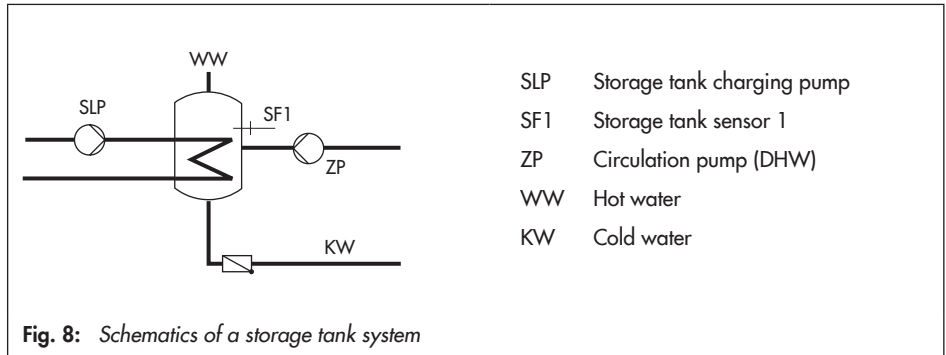 WW
SLP
SF1
ZP
KW
SLP Storage tank charging pump
SF1 Storage tank sensor 1
ZP Circulation pump (DHW)
WW Hot water
KW Cold water
Fig. 8: Schematics of a storage tank system